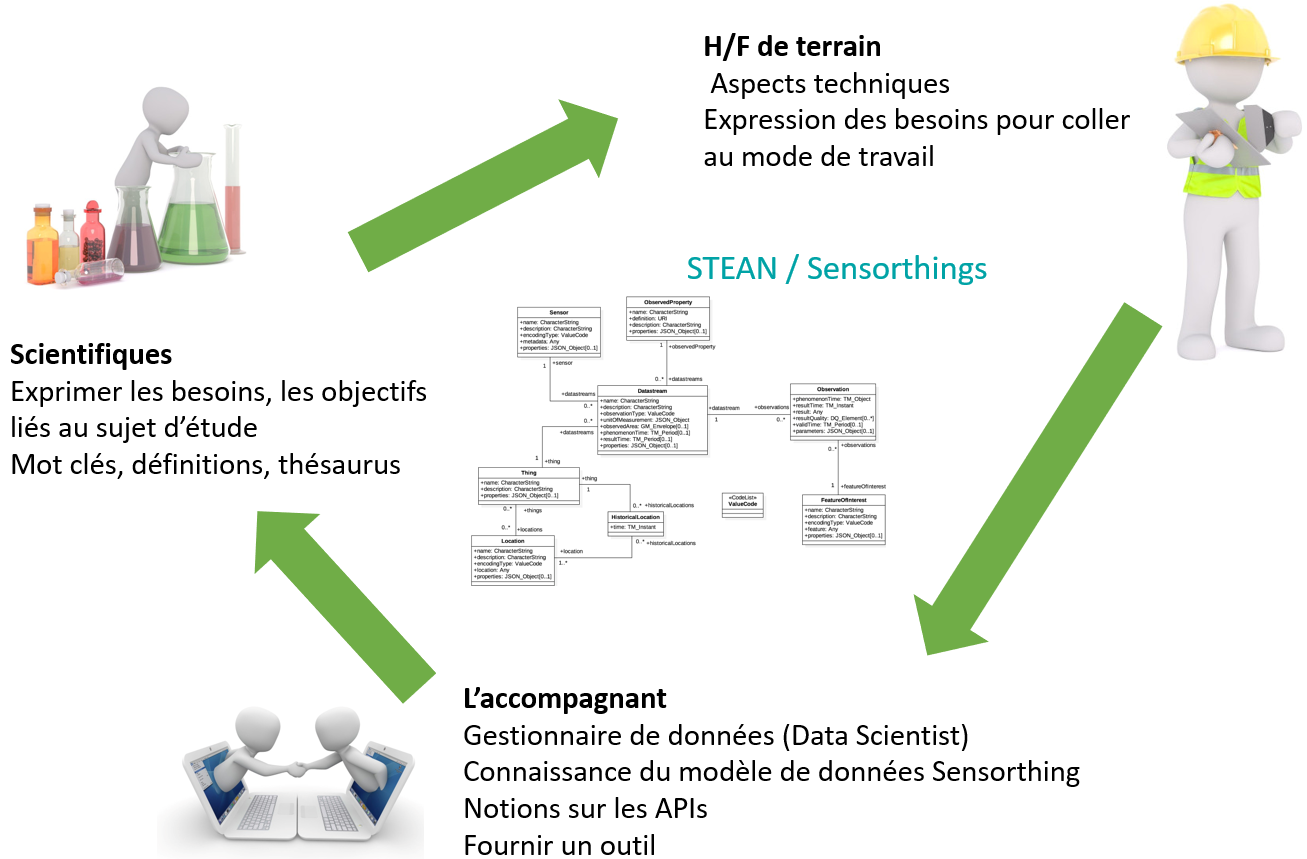 H/F de terrain
Aspects techniques
Expression des besoins pour coller
au mode de travail
STEAN / Sensorthings
Scientifiques
Exprimer les besoins, les objectifs
liés au sujet d’étude
Mot clés, définitions, thésaurus
Sensor
+name: CharacterString
+description: CharacterString
+encodingType: ValueCode
+metadata: Any
+properties: JSON_Object[0..1]
ObservedProperty
+name: CharacterString
+definition: URI
+description: CharacterString
+properties: JSON_Object[0..1]
1
+sensor
1
+observedProperty
+datastreams
0..*
0..*
+datastreams
Datastream
+name: CharacterString
+description: CharacterString
+observationType: ValueCode
+unitOfMeasurement: JSON_Object
+observedArea: GM_Envelope[0..1]
+phenomenonTime: TM_Period[0..1]
+resultTime: TM_Period[0..1]
+properties: JSON_Object[0..1]
+datastream
1
+observations
0..*
Observation
+phenomenonTime: TM_Object
+resultTime: TM_Instant
+result: Any
+resultQuality: DQ_Element[0..*]
+validTime: TM_Period[0..1]
+parameters: JSON_Object[0..1]
0..*
+datastreams
1
+thing
0..*
+observations
1
+featureOfInterest
Thing
+name: CharacterString
+description: CharacterString
+properties: JSON_Object[0..1]
+thing
1
0..*
+historicalLocations
«CodeList»
ValueCode
FeatureOfInterest
+name: CharacterString
+description: CharacterString
+encodingType: ValueCode
+feature: Any
+properties: JSON_Object[0..1]
0..*
+things
0..*
+locations
HistoricalLocation
+time: TM_Instant
0..*
+historicalLocations
Location
+name: CharacterString
+description: CharacterString
+encodingType: ValueCode
+location: Any
+properties: JSON_Object[0..1]
+location
1..*
L’accompagnant
Gestionnaire de données (Data Scientist)
Connaissance du modèle de données Sensorthing
Notions sur les APIs
Fournir un outil